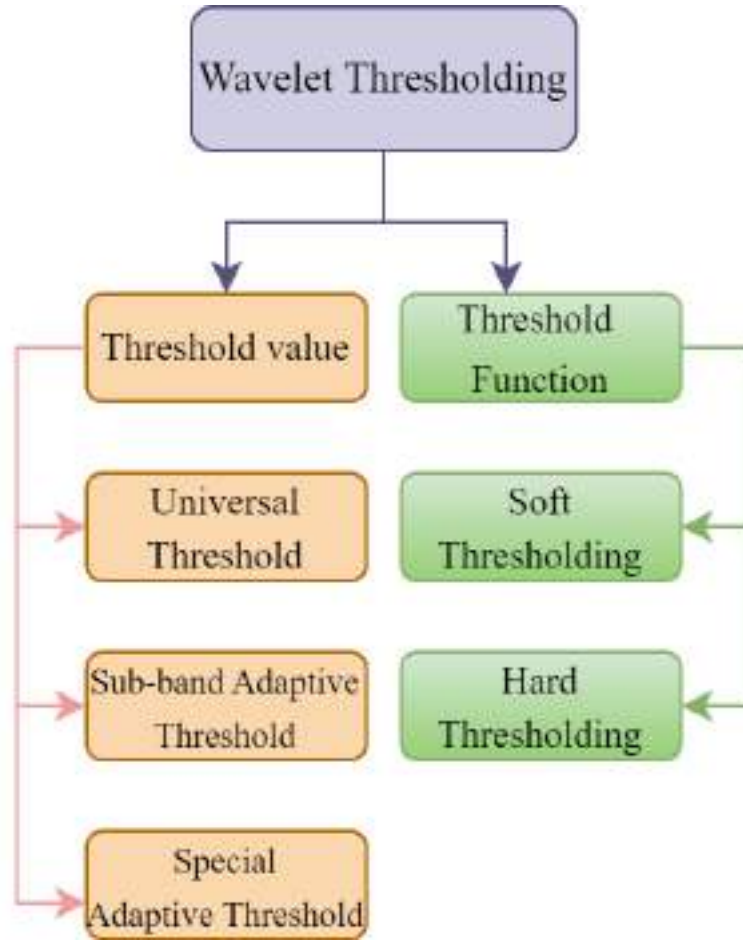 Wavelet Thresholding
Threshold value
Threshold
Function
Universal
Threshold
Soft
Thresholding
Sub-band Adaptive
Threshold
Hard
Thresholding
Special
Adaptive Threshold